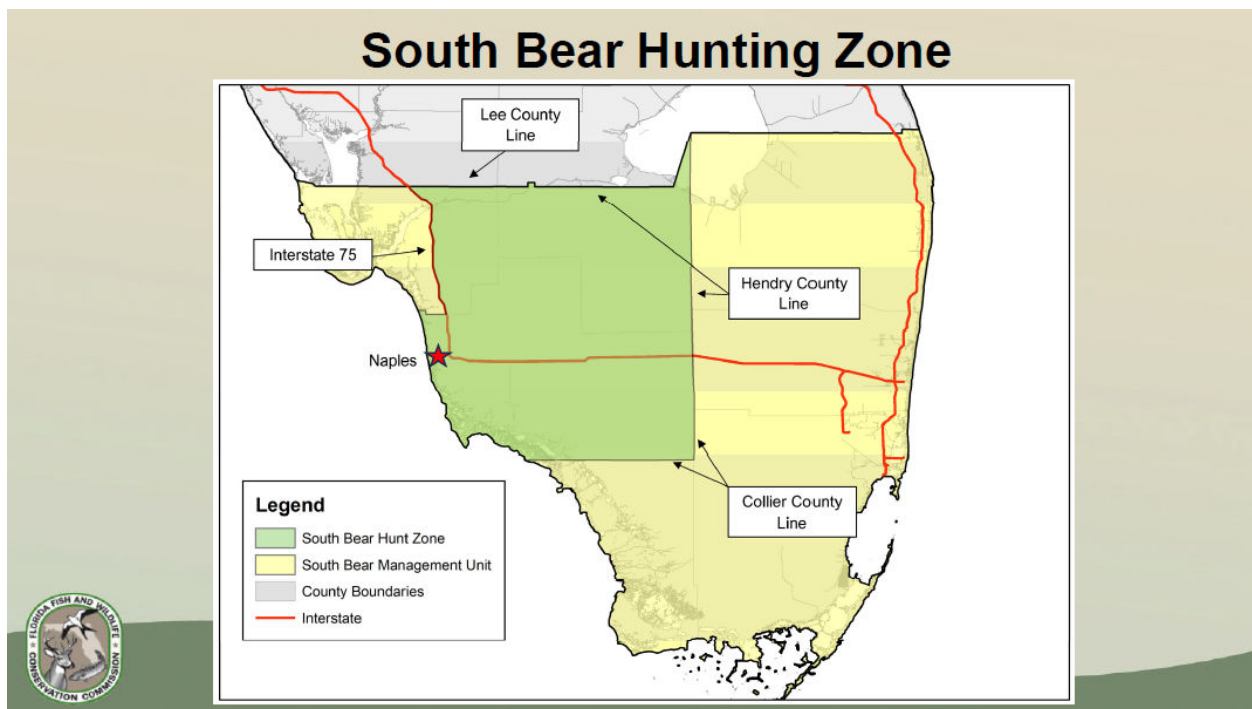 South Bear Hunting Zone
Lee County
Line
Interstate 75
Hendry County
Line
Naples
Collier County
Line
Legend
South Bear Hunt Zone
South Bear Management Unit
County Boundaries
Interstate
FLORIDA FISH AND WILDLIFE
CONSERVATION COMMISSION